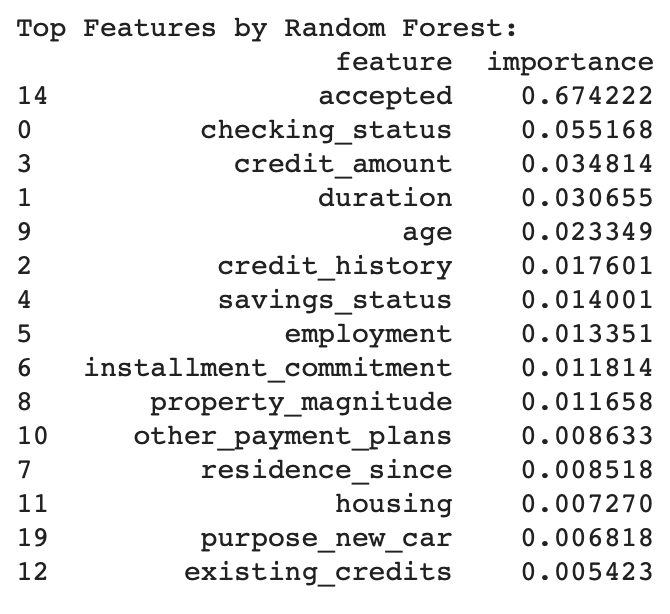 Top Features by Random Forest:
feature importance
14 accepted 0.674222
0 checking_status 0.055168
3 credit_amount 0.034814
1 duration 0.030655
9 age 0.023349
2 credit_history 0.017601
4 savings_status 0.014001
5 employment 0.013351
6 installment_commitment 0.011814
8 property_magnitude 0.011658
10 other_payment_plans 0.008633
7 residence_since 0.008518
11 housing 0.007270
19 purpose_new_car 0.006818
12 existing_credits 0.005423